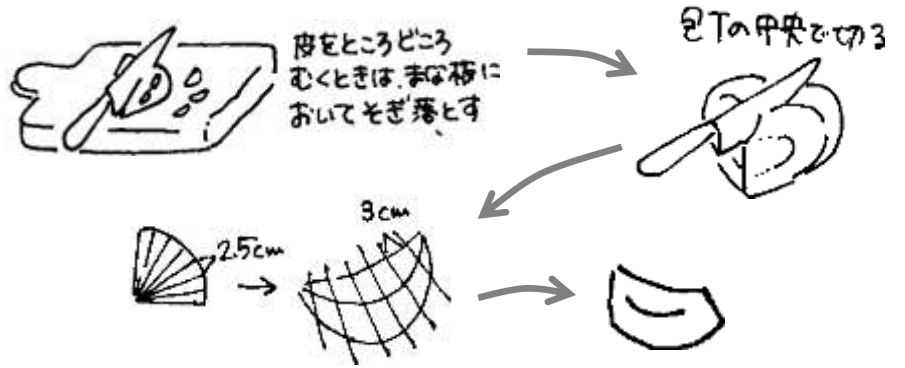 皮をところどころ
むくときは、まな板に
おいてそぎ落とす
包丁の中央で切る
2.5cm
3cm